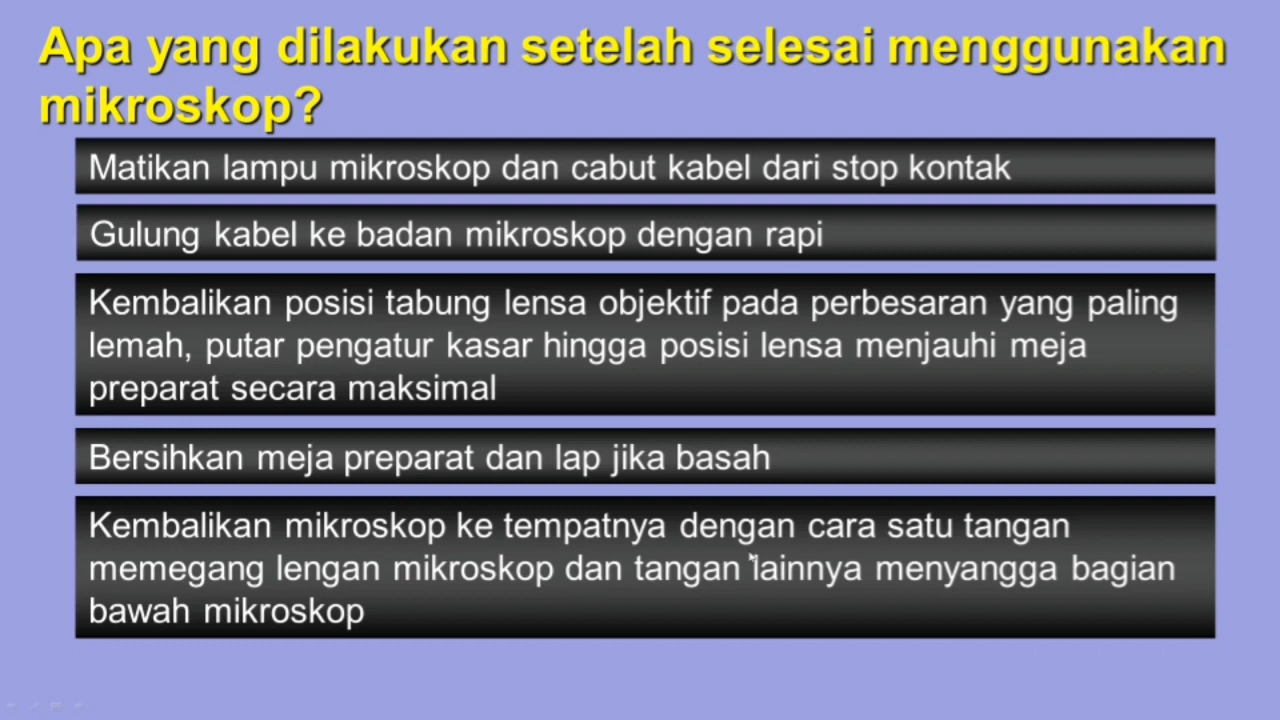 Apa yang dilakukan setelah selesai menggunakan
mikroskop?
Matikan lampu mikroskop dan cabut kabel dari stop kontak
Gulung kabel ke badan mikroskop dengan rapi
Kembalikan posisi tabung lensa objektif pada perbesaran yang paling
lemah, putar pengatur kasar hingga posisi lensa menjauhi meja
preparat secara maksimal
Bersihkan meja preparat dan lap jika basah
Kembalikan mikroskop ke tempatnya dengan cara satu tangan
memegang lengan mikroskop dan tangan lainnya menyangga bagian
bawah mikroskop